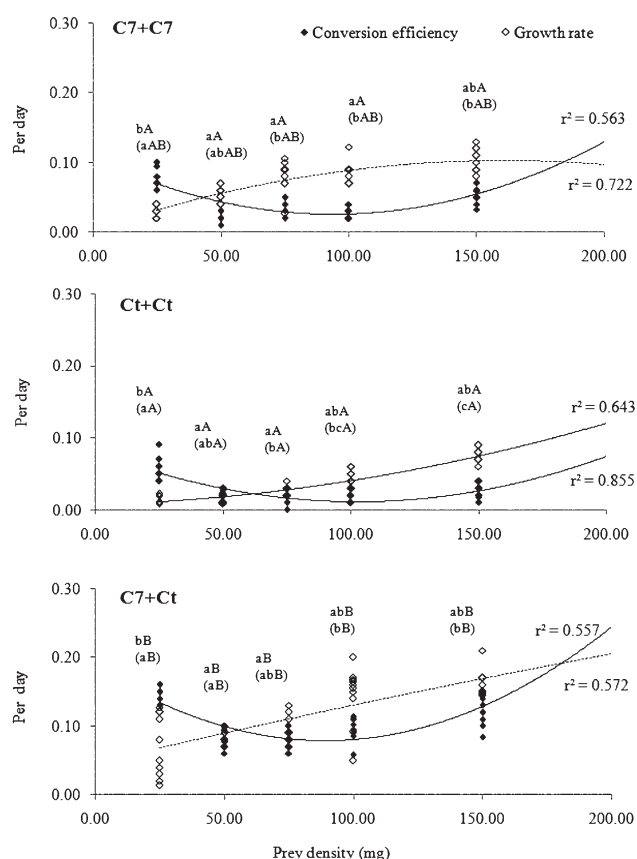 0.30
C7+C7
◆ Conversion efficiency ◇ Growth rate
0.20
Per day
bA
(aAB)
aA
(abAB)
aA
(bAB)
aA
(bAB)
abA
(bAB)
r² = 0.563
0.10
r² = 0.722
0.00
0.00 50.00 100.00 150.00 200.00
0.30
Ct+Ct
0.20
Per day
bA
(aA)
aA
(abA)
aA
(bA)
abA
(bcA)
abA
(cA)
r² = 0.643
0.10
r² = 0.855
0.00
0.00 50.00 100.00 150.00 200.00
0.30
C7+Ct
bB
(aB)
aB
(aB)
aB
(abB)
abB
(bB)
abB
(bB)
r² = 0.557
0.20
Per day
r² = 0.572
0.10
0.00
0.00 50.00 100.00 150.00 200.00
Prey density (mg)